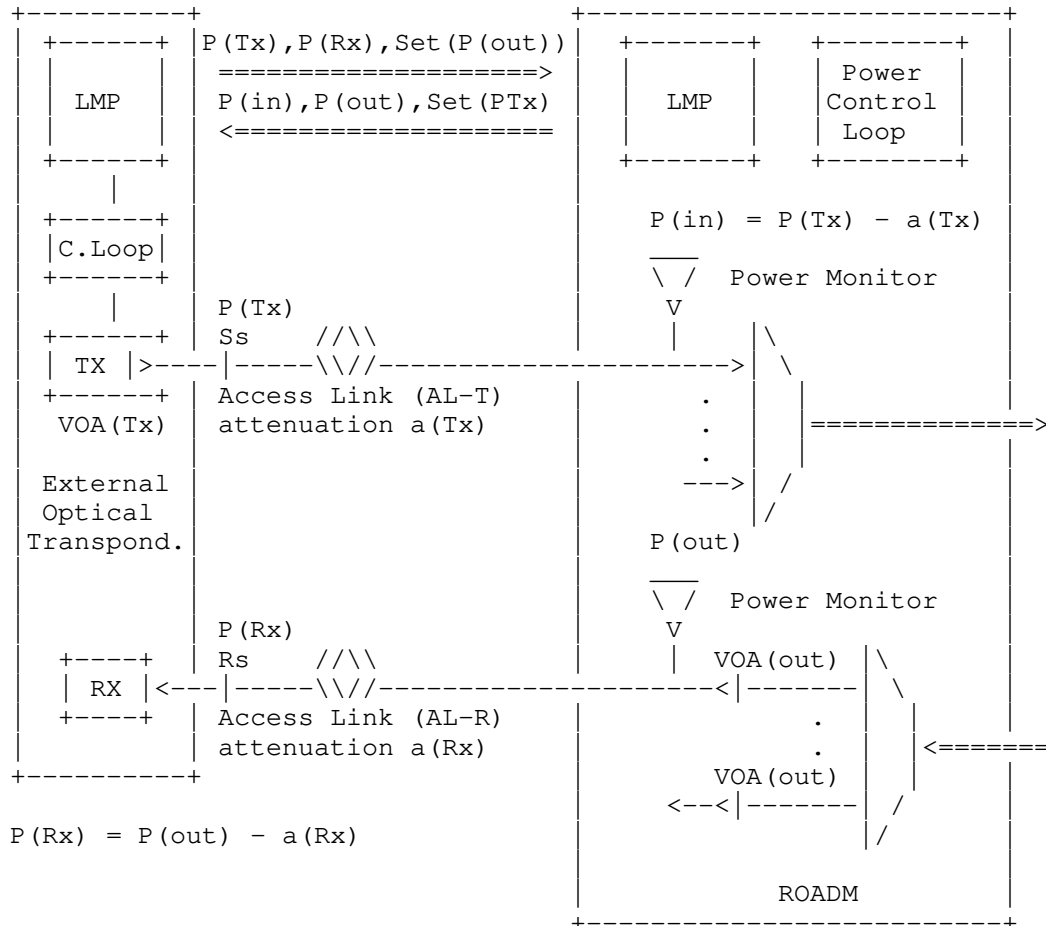 P(Tx),P(Rx),Set(P(out))
====================>
Power
LMP P(in),P(out),Set(PTx) LMP Control
<===================== Loop
P(in) = P(Tx) - a(Tx)
C.Loop
Power Monitor
P(Tx)
V
Ss
TX
Access Link (AL-T)
VOA(Tx) attenuation a(Tx)
External
Optical
Transpond. P(out)
Power Monitor
P(Rx)
V
Rs VOA(out)
RX
Access Link (AL-R)
attenuation a(Rx)
VOA(out)
P(Rx) = P(out) - a(Rx)
ROADM